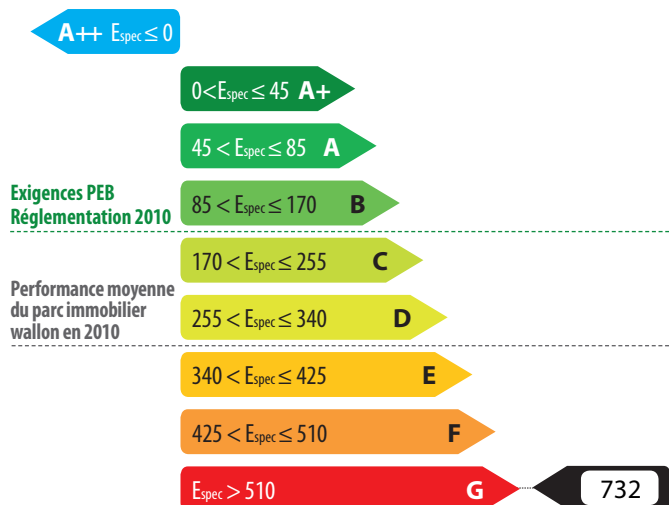 A++ Espec ≤ 0
0<Espec ≤ 45 A+
45 < Espec ≤ 85 A
Exigences PEB
Réglementation 2010
85 < Espec ≤ 170 B
170 < Espec ≤ 255 C
Performance moyenne
du parc immobilier
wallon en 2010
255 < Espec ≤ 340 D
340 < Espec ≤ 425 E
425 < Espec ≤ 510 F
Espec > 510 G
732